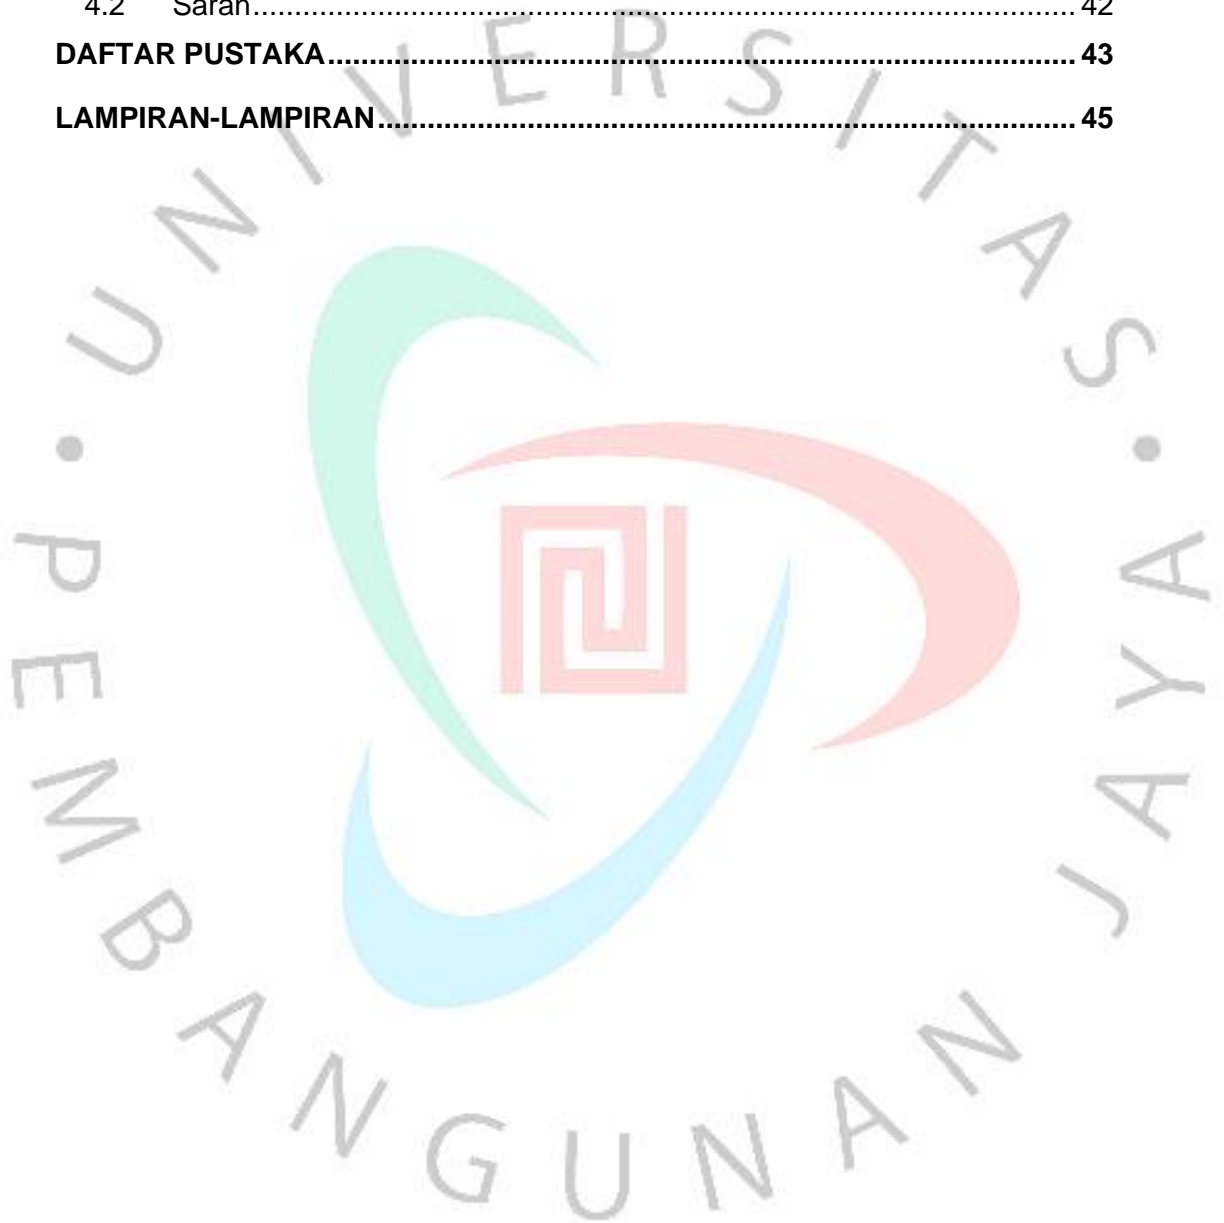 4.2 Saran........................................................................................ 42
DAFTAR PUSTAKA........................................................................................ 43
LAMPIRAN-LAMPIRAN........................................................................................ 45
UNIVERSITAS
• PEMBANGUNAN JAYA •